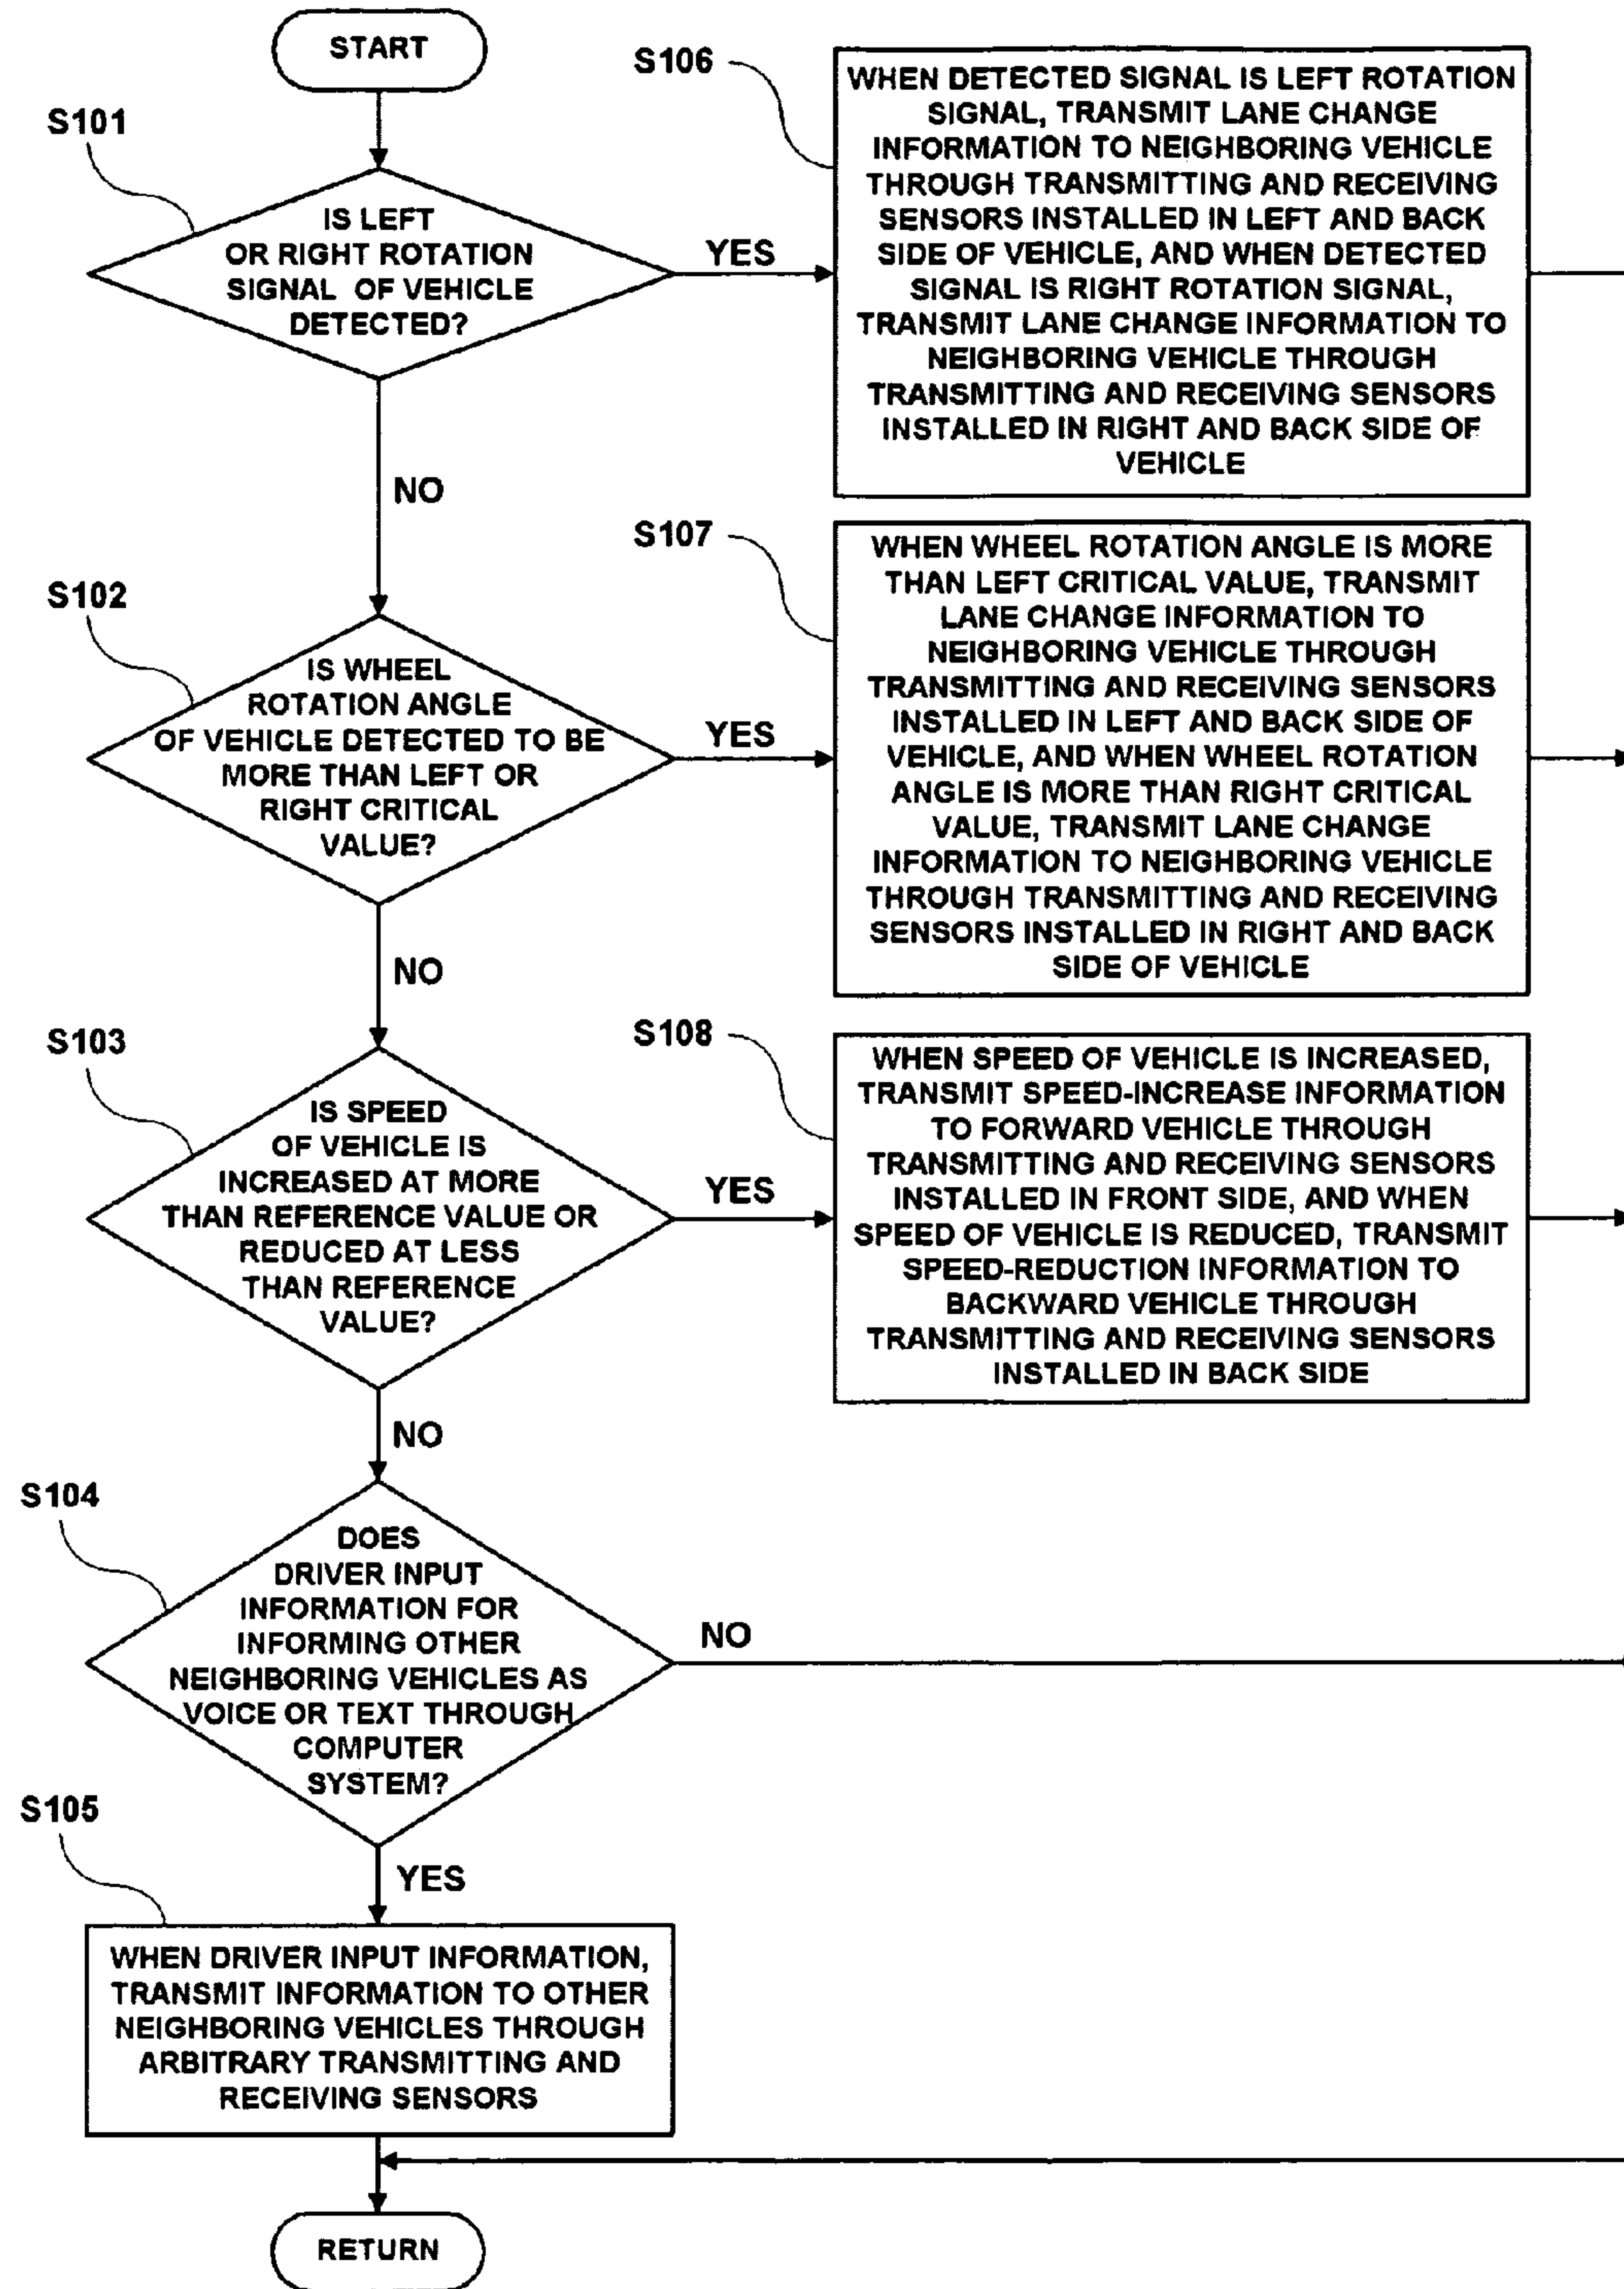 START
S101
IS LEFT
OR RIGHT ROTATION
SIGNAL OF VEHICLE
DETECTED?
YES
S106
WHEN DETECTED SIGNAL IS LEFT ROTATION
SIGNAL, TRANSMIT LANE CHANGE
INFORMATION TO NEIGHBORING VEHICLE
THROUGH TRANSMITTING AND RECEIVING
SENSORS INSTALLED IN LEFT AND BACK
SIDE OF VEHICLE, AND WHEN DETECTED
SIGNAL IS RIGHT ROTATION SIGNAL,
TRANSMIT LANE CHANGE INFORMATION TO
NEIGHBORING VEHICLE THROUGH
TRANSMITTING AND RECEIVING SENSORS
INSTALLED IN RIGHT AND BACK SIDE OF
VEHICLE
NO
S102
IS WHEEL
ROTATION ANGLE
OF VEHICLE DETECTED TO BE
MORE THAN LEFT OR
RIGHT CRITICAL
VALUE?
YES
S107
WHEN WHEEL ROTATION ANGLE IS MORE
THAN LEFT CRITICAL VALUE, TRANSMIT
LANE CHANGE INFORMATION TO
NEIGHBORING VEHICLE THROUGH
TRANSMITTING AND RECEIVING SENSORS
INSTALLED IN LEFT AND BACK SIDE OF
VEHICLE, AND WHEN WHEEL ROTATION
ANGLE IS MORE THAN RIGHT CRITICAL
VALUE, TRANSMIT LANE CHANGE
INFORMATION TO NEIGHBORING VEHICLE
THROUGH TRANSMITTING AND RECEIVING
SENSORS INSTALLED IN RIGHT AND BACK
SIDE OF VEHICLE
NO
S103
IS SPEED
OF VEHICLE IS
INCREASED AT MORE
THAN REFERENCE VALUE OR
REDUCED AT LESS
THAN REFERENCE
VALUE?
YES
S108
WHEN SPEED OF VEHICLE IS INCREASED,
TRANSMIT SPEED-INCREASE INFORMATION
TO FORWARD VEHICLE THROUGH
TRANSMITTING AND RECEIVING SENSORS
INSTALLED IN FRONT SIDE, AND WHEN
SPEED OF VEHICLE IS REDUCED, TRANSMIT
SPEED-REDUCTION INFORMATION TO
BACKWARD VEHICLE THROUGH
TRANSMITTING AND RECEIVING SENSORS
INSTALLED IN BACK SIDE
NO
S104
DOES
DRIVER INPUT
INFORMATION FOR
INFORMING OTHER
NEIGHBORING VEHICLES AS
VOICE OR TEXT THROUGH
COMPUTER
SYSTEM?
NO
YES
S105
WHEN DRIVER INPUT INFORMATION,
TRANSMIT INFORMATION TO OTHER
NEIGHBORING VEHICLES THROUGH
ARBITRARY TRANSMITTING AND
RECEIVING SENSORS
RETURN